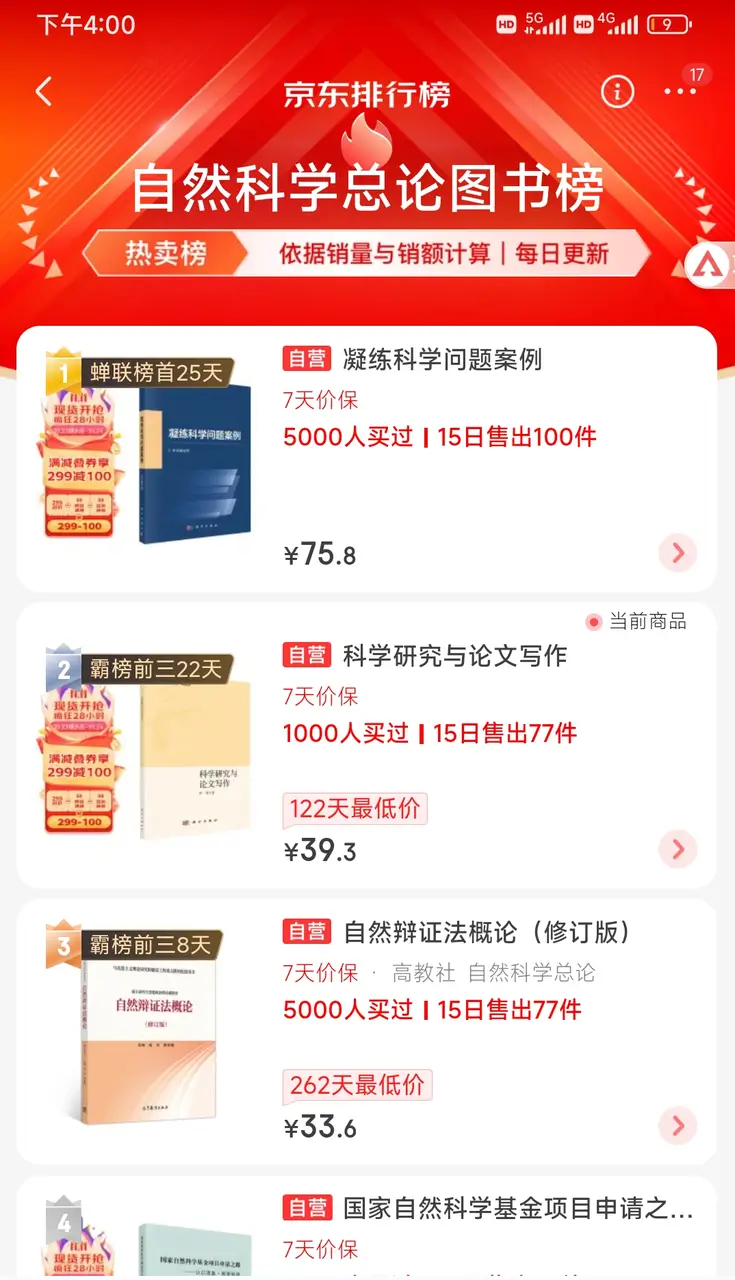 下午4:00
HD 5G HD 4G 9
京东排行榜
17
自然科学总论图书榜
热卖榜
依据销量与销额计算|每日更新
1 蝉联榜首25天
自营 凝练科学问题案例
7天价保
5000人买过|15日售出100件
¥75.8
11.11
现货开抢
疯狂28小时
满减叠券享
299减100
299-100
凝练科学问题案例
当前商品
2 霸榜前三22天
自营 科学研究与论文写作
7天价保
1000人买过|15日售出77件
122天最低价
¥39.3
11.11
现货开抢
疯狂28小时
满减叠券享
299减100
299-100
科学研究与
论文写作
3 霸榜前三8天
自营 自然辩证法概论（修订版）
7天价保 · 高教社 自然科学总论
5000人买过|15日售出77件
262天最低价
¥33.6
自然辩证法概论
自然辩证法概论
（修订版）
4
自营 国家自然科学基金项目申请之...
7天价保
11.11
现货开抢
疯狂28小时
国家自然科学基金项目申请之路